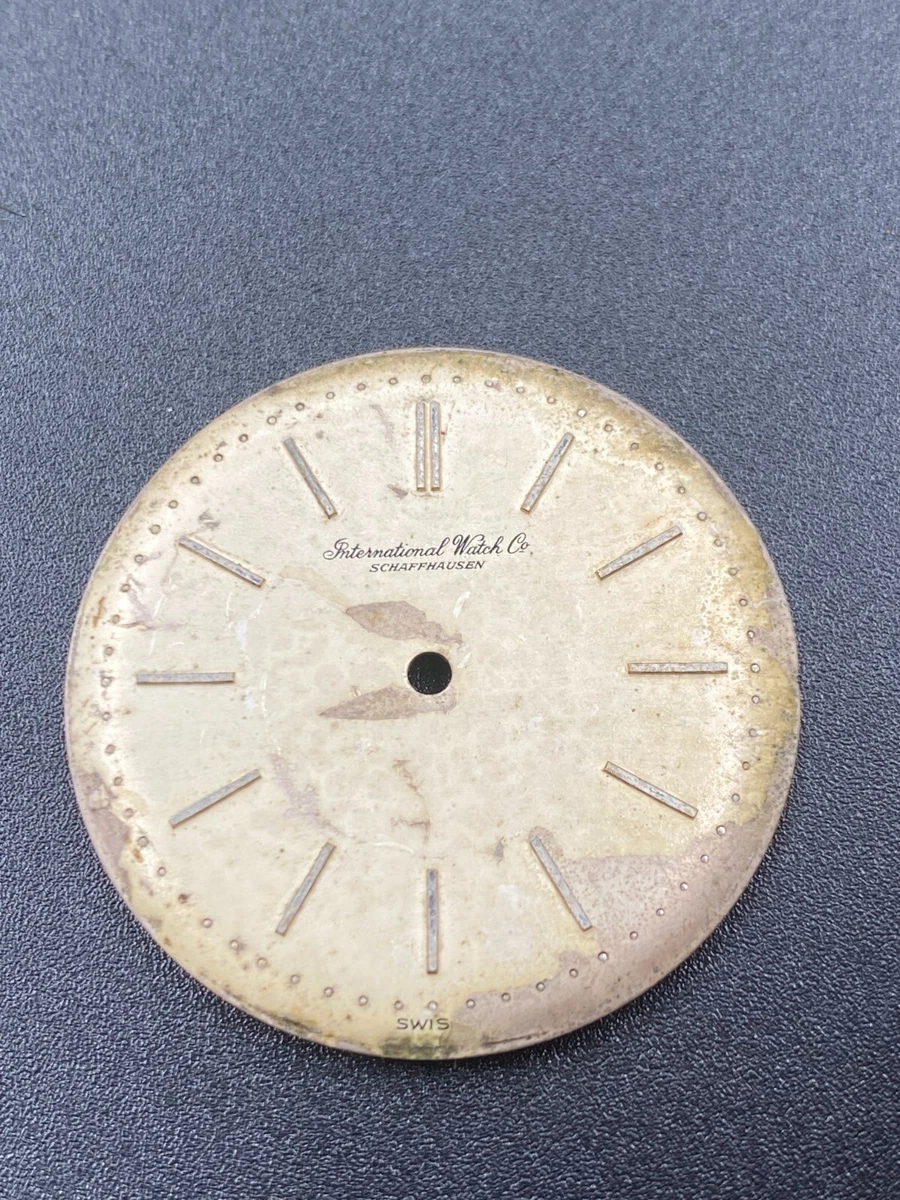 International Watch Co
SCHAFFHAUSEN
SWIS